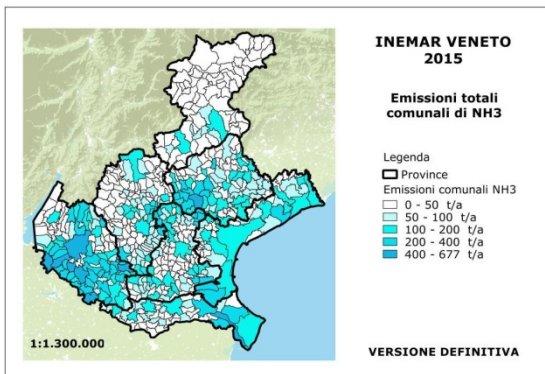 INEMAR VENETO
2015
Emissioni totali
comunali di NH3
Legenda
Province
Emissioni comunali NH3
0 - 50 t/a
50 - 100 t/a
100 - 200 t/a
200 - 400 t/a
400 - 677 t/a
1:1.300.000
VERSIONE DEFINITIVA